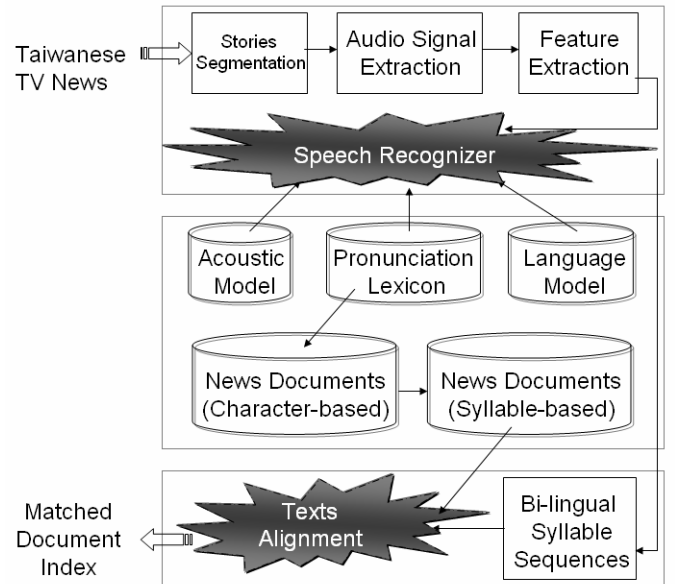 Taiwanese
TV News
Stories
Segmentation
Audio Signal
Extraction
Feature
Extraction
Speech Recognizer
Acoustic
Model
Pronunciation
Lexicon
Language
Model
News Documents
(Character-based)
News Documents
(Syllable-based)
Matched
Document
Index
Texts
Alignment
Bi-lingual
Syllable
Sequences